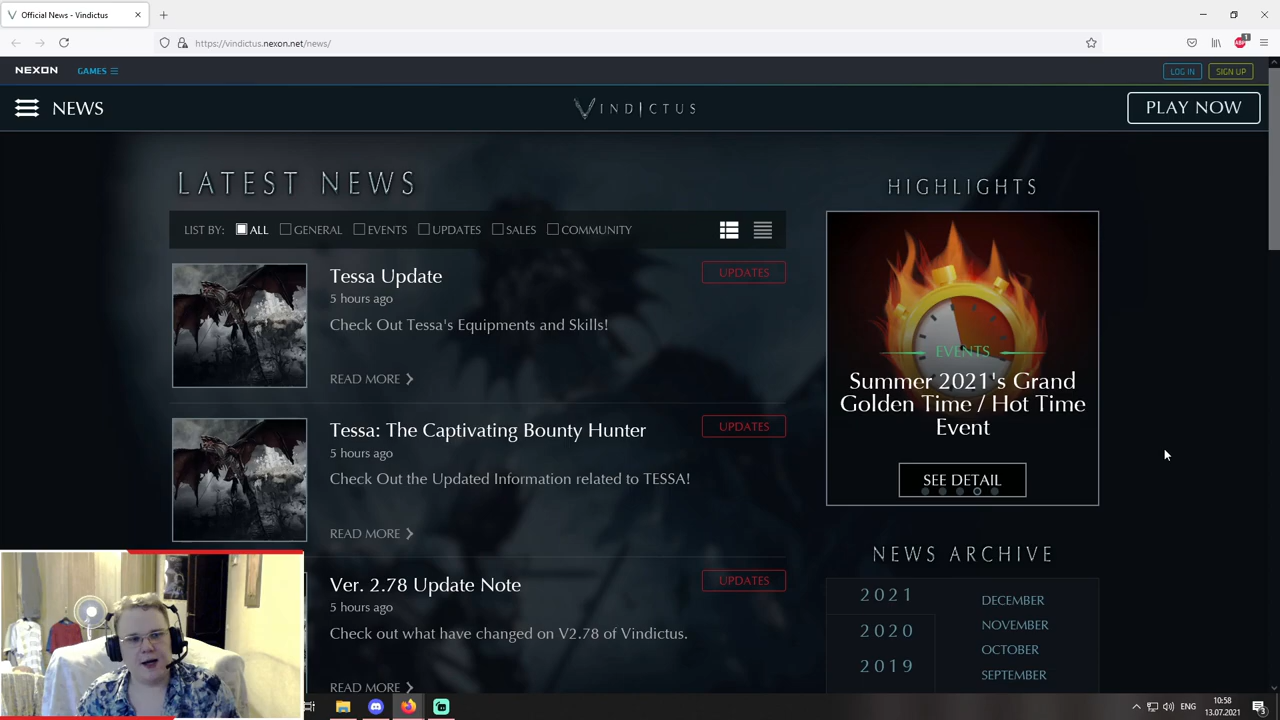 Official News - Vindictus
https://vindictus.nexon.net/news/
ABP
1
NEXON
GAMES
LOG IN
SIGN UP
NEWS
VINDICTUS
PLAY NOW
LATEST NEWS
LIST BY:
ALL
GENERAL
EVENTS
UPDATES
SALES
COMMUNITY
Tessa Update
UPDATES
5 hours ago
Check Out Tessa's Equipments and Skills!
READ MORE
Tessa: The Captivating Bounty Hunter
UPDATES
5 hours ago
Check Out the Updated Information related to TESSA!
READ MORE
Ver. 2.78 Update Note
UPDATES
5 hours ago
Check out what have changed on V2.78 of Vindictus.
READ MORE
HIGHLIGHTS
EVENTS
Summer 2021's Grand
Golden Time / Hot Time
Event
SEE DETAIL
NEWS ARCHIVE
2021
2020
2019
DECEMBER
NOVEMBER
OCTOBER
SEPTEMBER
ENG
10:58
13.07.2021
3